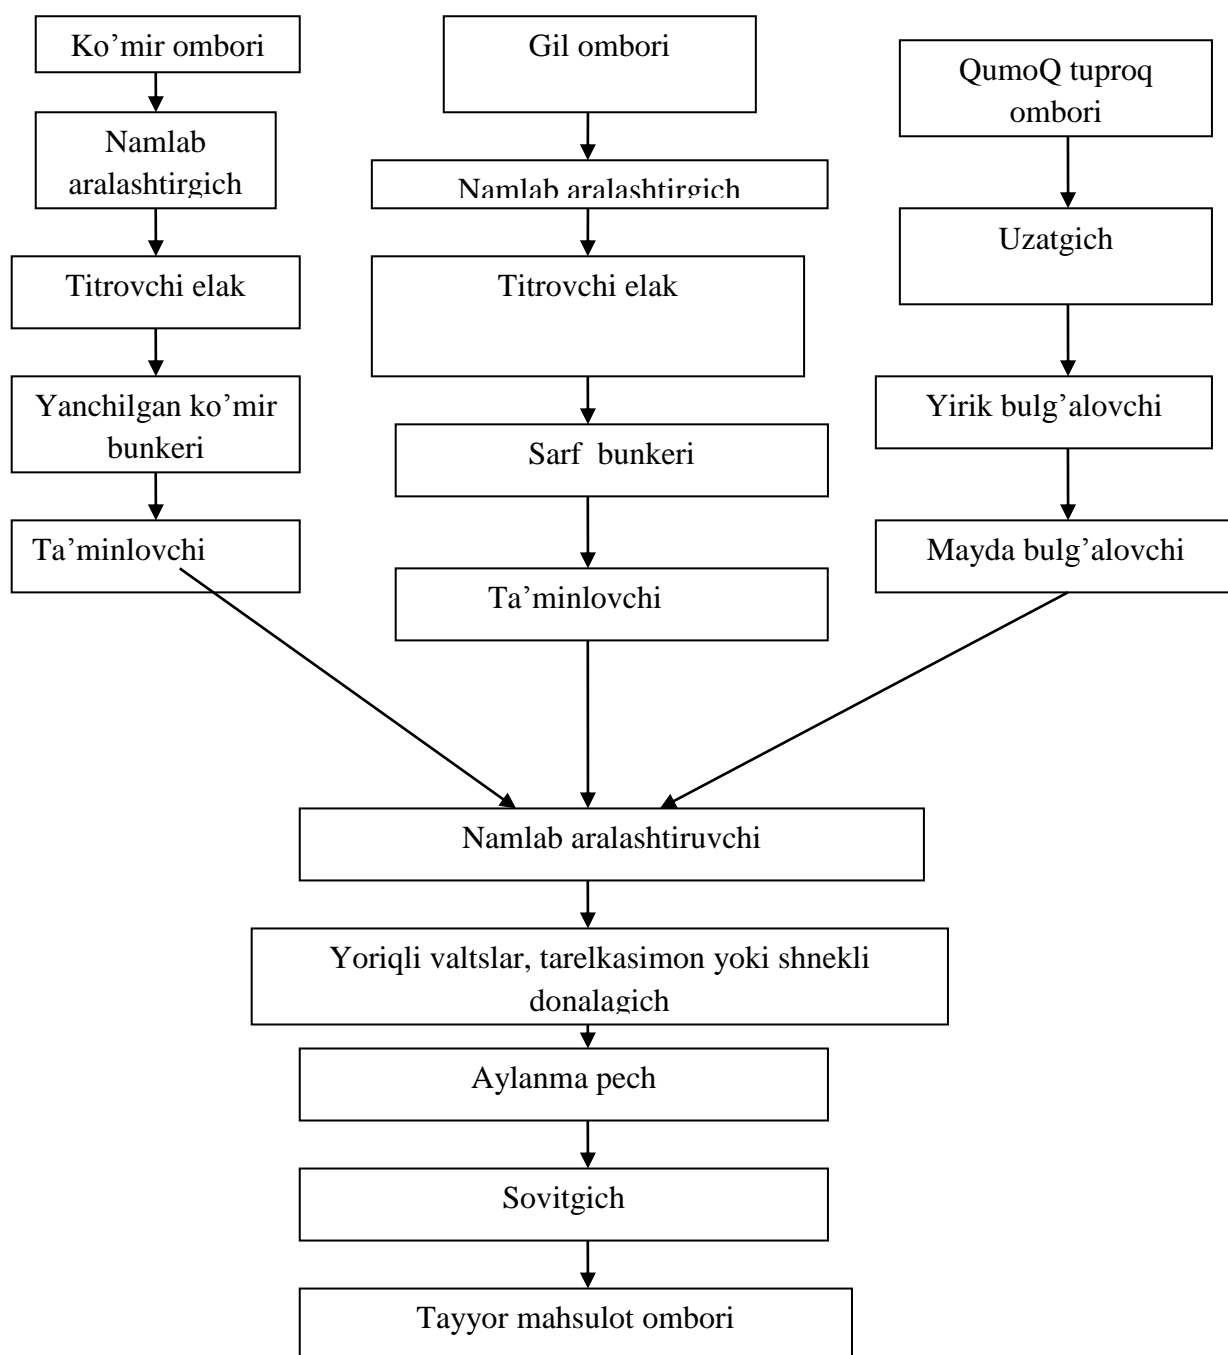 Ko’mir ombori
Namlab
aralashtirgich
Titrovchi elak
Yanchilgan ko’mir
bunkeri
Ta’minlovchi
Gil ombori
Namlab aralashtirgich
Titrovchi elak
Sarf bunkeri
Ta’minlovchi
QumoQ tuproq
ombori
Uzatgich
Yirik bulg’alovchi
Mayda bulg’alovchi
Namlab aralashtiruvchi
Yoriqli valtslar, tarelkasimon yoki shnekli
donalagich
Aylanma pech
Sovitgich
Tayyor mahsulot ombori